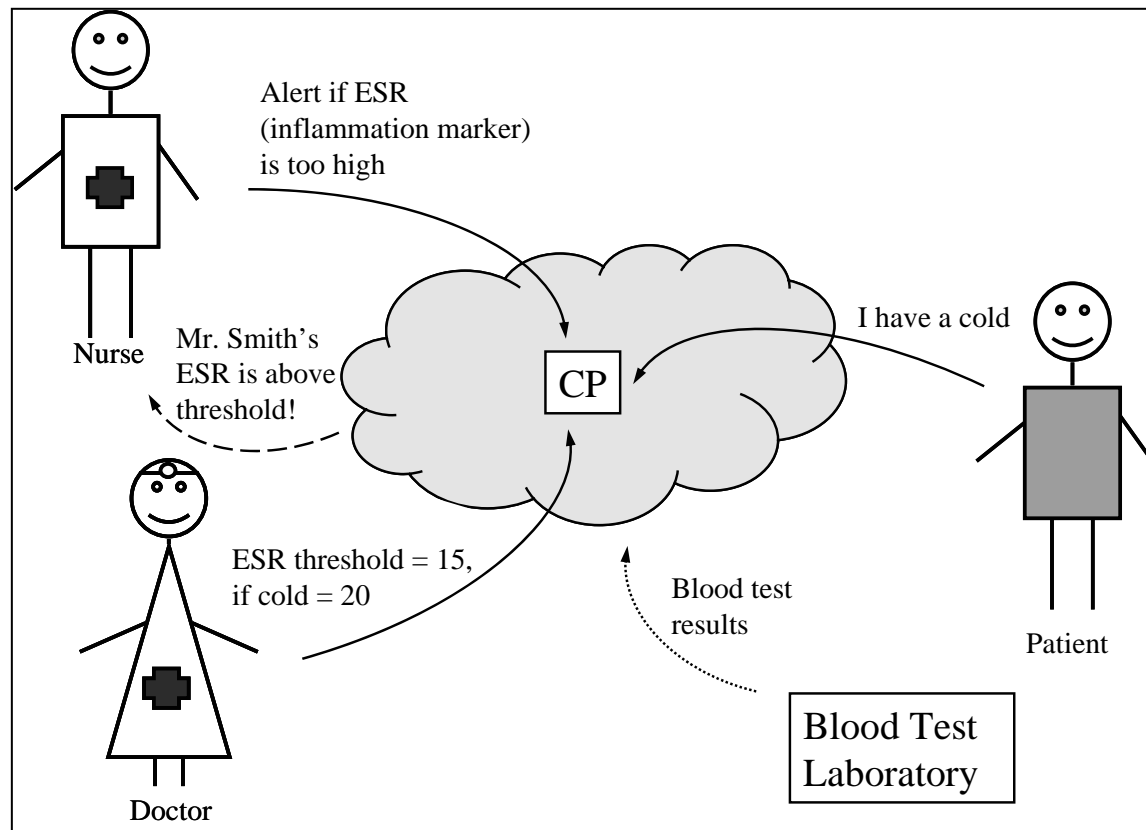 Alert if ESR
(inflammation marker)
is too high
Nurse
Mr. Smith's
ESR is above
threshold!
I have a cold
CP
ESR threshold = 15,
if cold = 20
Blood test
results
Patient
Blood Test
Laboratory
Doctor